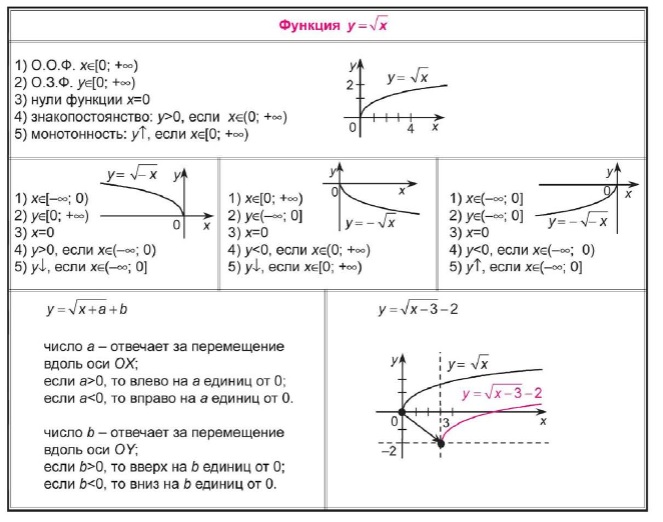 Функция y=√x
1) О.О.Ф. x∈[0; +∞)
2) О.З.Ф. y∈[0; +∞)
3) нули функции x=0
4) знакопостоянство: y>0, если x∈(0; +∞)
5) монотонность: y↑, если x∈[0; +∞)
y
2
y=√x
0
4
x
y=√-x
y
0
x
1) x∈[-∞; 0)
2) y∈[0; +∞)
3) x=0
4) y>0, если x∈(-∞; 0)
5) y↓, если x∈(-∞; 0]
y
0
x
y=-√x
1) x∈[0; +∞)
2) y∈(-∞; 0]
3) x=0
4) y<0, если x∈(0; +∞)
5) y↓, если x∈[0; +∞)
y
0
x
y=-√-x
1) x∈(-∞; 0]
2) y∈(-∞; 0]
3) x=0
4) y<0, если x∈(-∞; 0)
5) y↑, если x∈(-∞; 0]
y=√x+a+b
число a – отвечает за перемещение
вдоль оси OX;
если a>0, то влево на a единиц от 0;
если a<0, то вправо на a единиц от 0.
число b – отвечает за перемещение
вдоль оси OY;
если b>0, то вверх на b единиц от 0;
если b<0, то вниз на b единиц от 0.
y=√x-3-2
y
y=√x
y=√x-3-2
0
3
x
-2